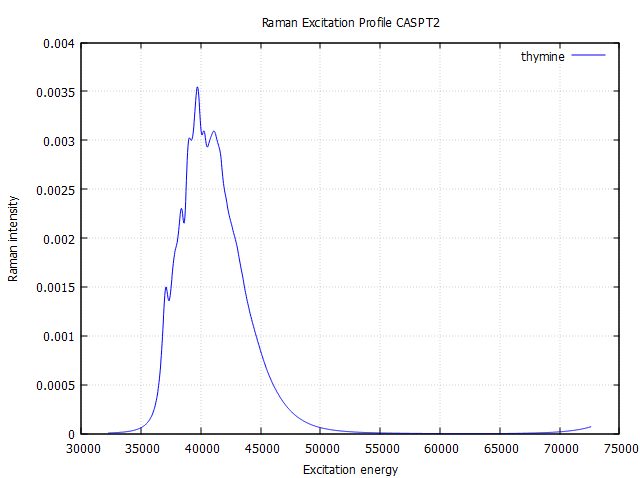 Raman Excitation Profile CASPT2
thymine
0.004
0.0035
0.003
0.0025
0.002
0.0015
0.001
0.0005
0
Raman intensity
30000 35000 40000 45000 50000 55000 60000 65000 70000 75000
Excitation energy